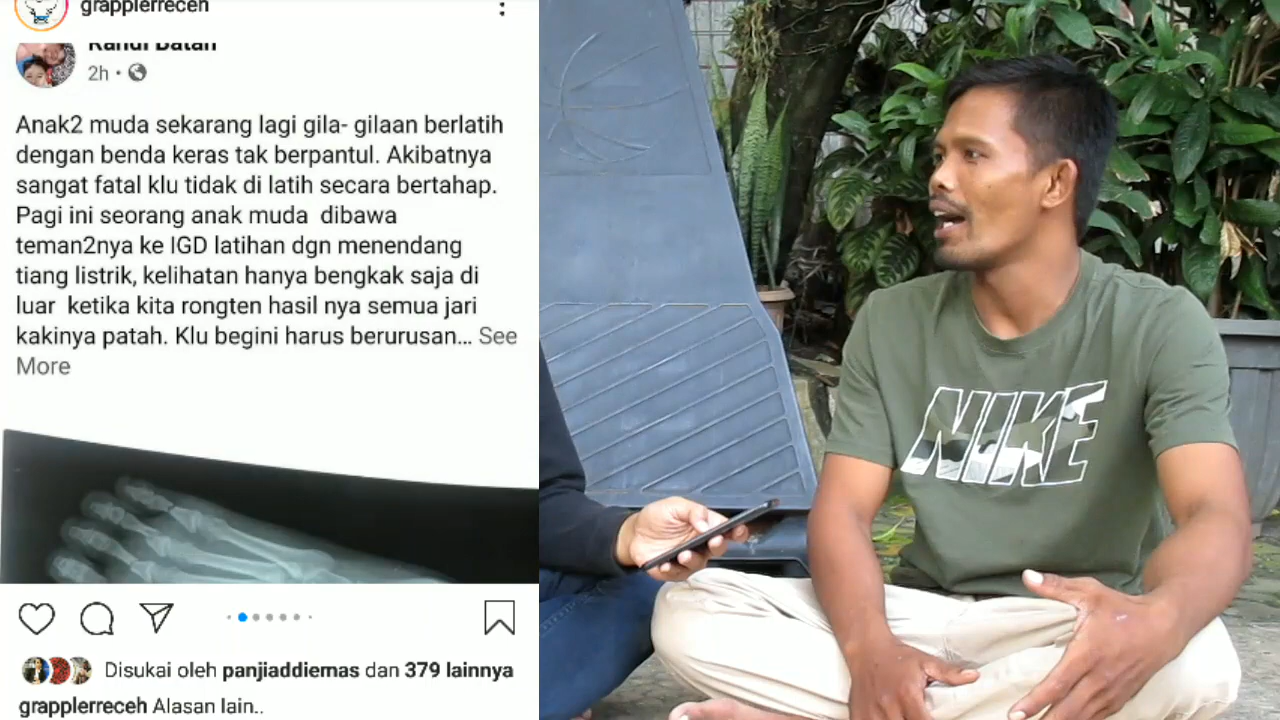 grapplerreceh
Randi Batah
2h
Anak2 muda sekarang lagi gila- gilaan berlatih
dengan benda keras tak berpantul. Akibatnya
sangat fatal klu tidak di latih secara bertahap.
Pagi ini seorang anak muda dibawa
teman2nya ke IGD latihan dgn menendang
tiang listrik, kelihatan hanya bengkak saja di
luar ketika kita rongten hasil nya semua jari
kakinya patah. Klu begini harus berurusan... See
More
Disukai oleh panjiaddiemas dan 379 lainnya
grapplerreceh Alasan lain..
NIKE